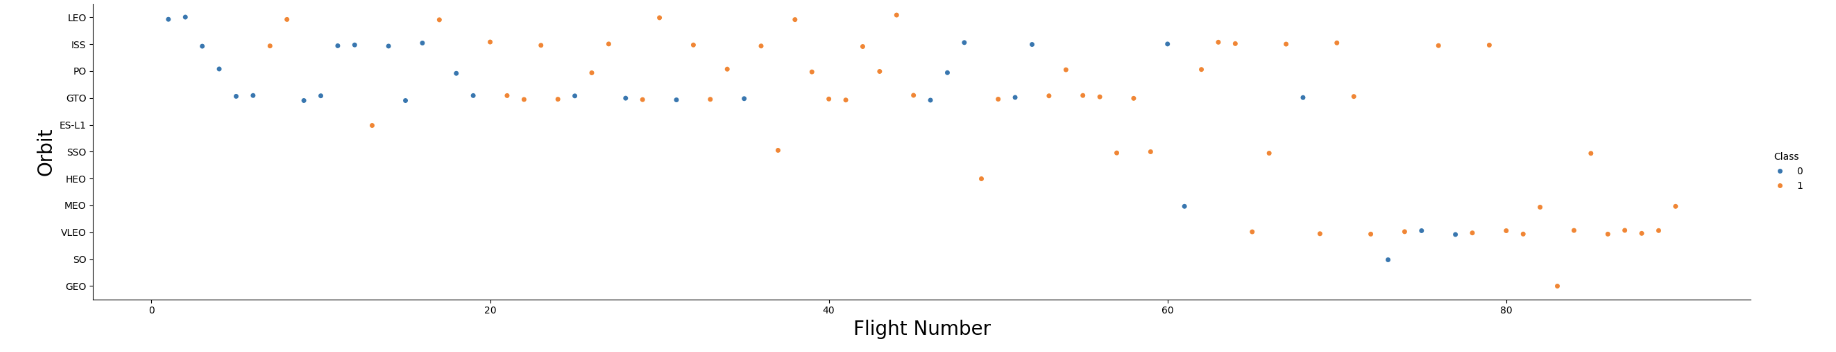 LEO
ISS
PO
GTO
ES-L1
SSO
HEO
MEO
VLEO
SO
GEO
Orbit
0 20 40 60 80
Flight Number
Class
0
1